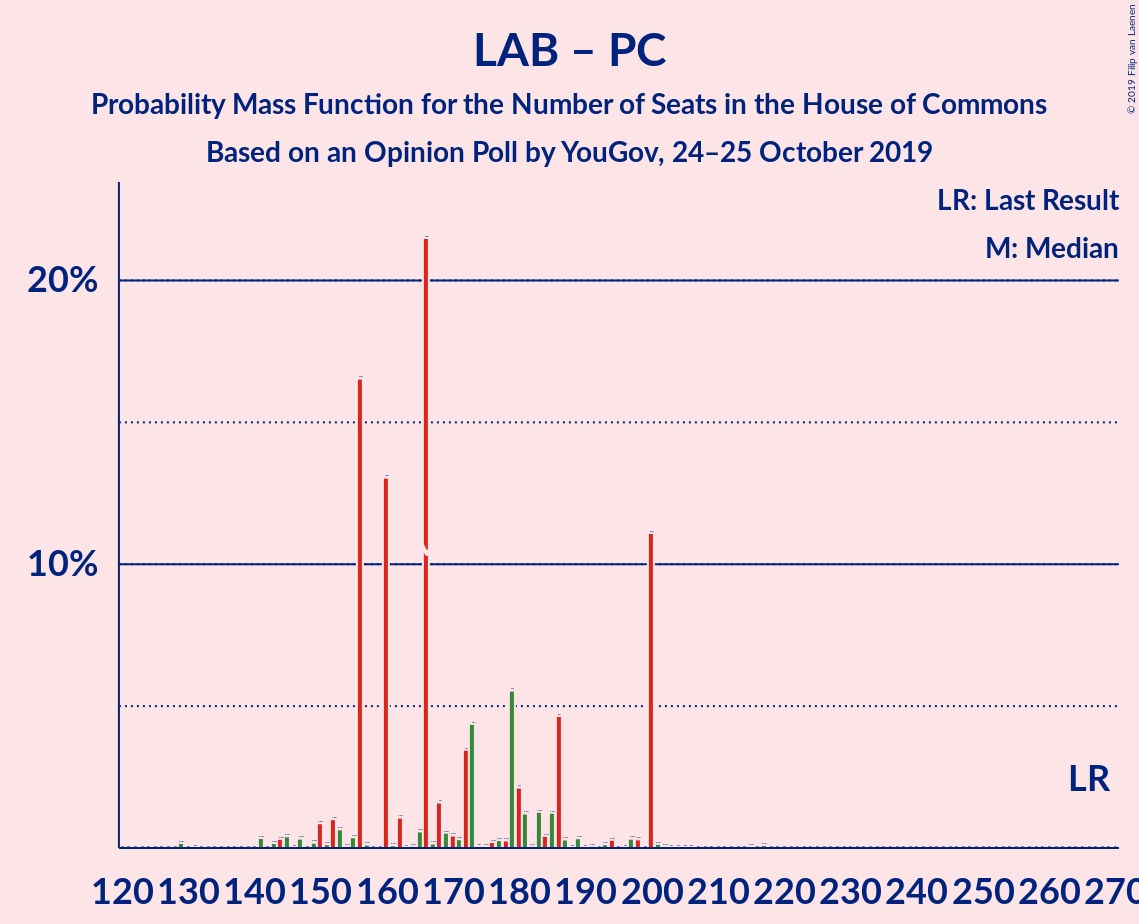 LAB – PC
Probability Mass Function for the Number of Seats in the House of Commons
Based on an Opinion Poll by YouGov, 24–25 October 2019
© 2019 Filip van Laenen
LR: Last Result
M: Median
20%
10%
LR
120 130 140 150 160 170 180 190 200 210 220 230 240 250 260 270